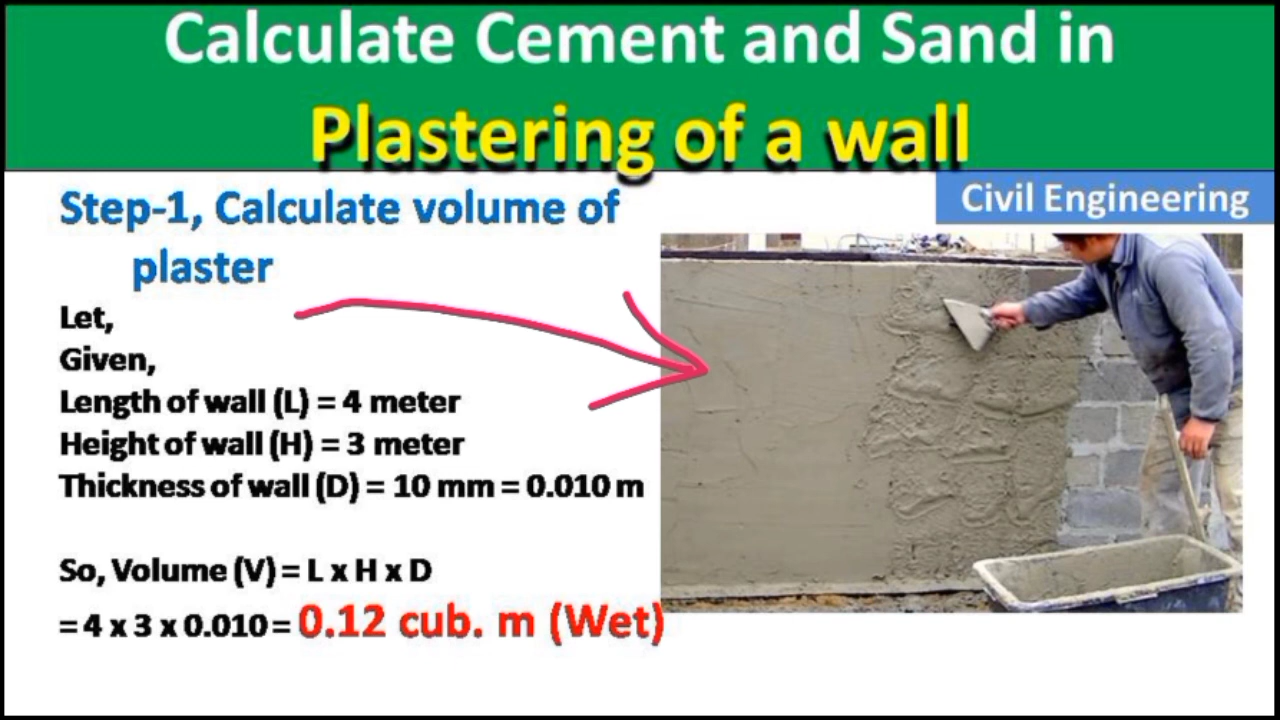 Calculate Cement and Sand in
Plastering of a wall
Civil Engineering
Step-1, Calculate volume of
plaster
Let,
Given,
Length of wall (L) = 4 meter
Height of wall (H) = 3 meter
Thickness of wall (D) = 10 mm = 0.010 m
So, Volume (V) = L x H x D
= 4 x 3 x 0.010 = 0.12 cub. m (Wet)